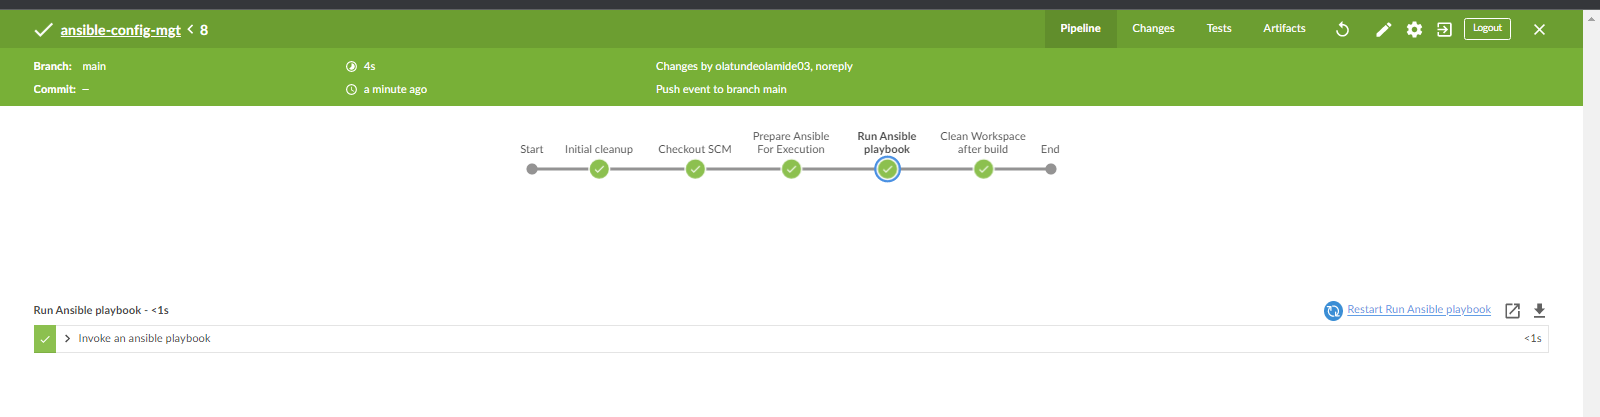 ansible-config-mgt < 8
Pipeline Changes Tests Artifacts Logout
Branch: main
4s
Changes by olatundeolamide03, noreply
Commit: —
a minute ago
Push event to branch main
Start
Initial cleanup
Checkout SCM
Prepare Ansible
For Execution
Run Ansible
playbook
Clean Workspace
after build
End
Run Ansible playbook - <1s
Restart Run Ansible playbook
Invoke an ansible playbook
<1s